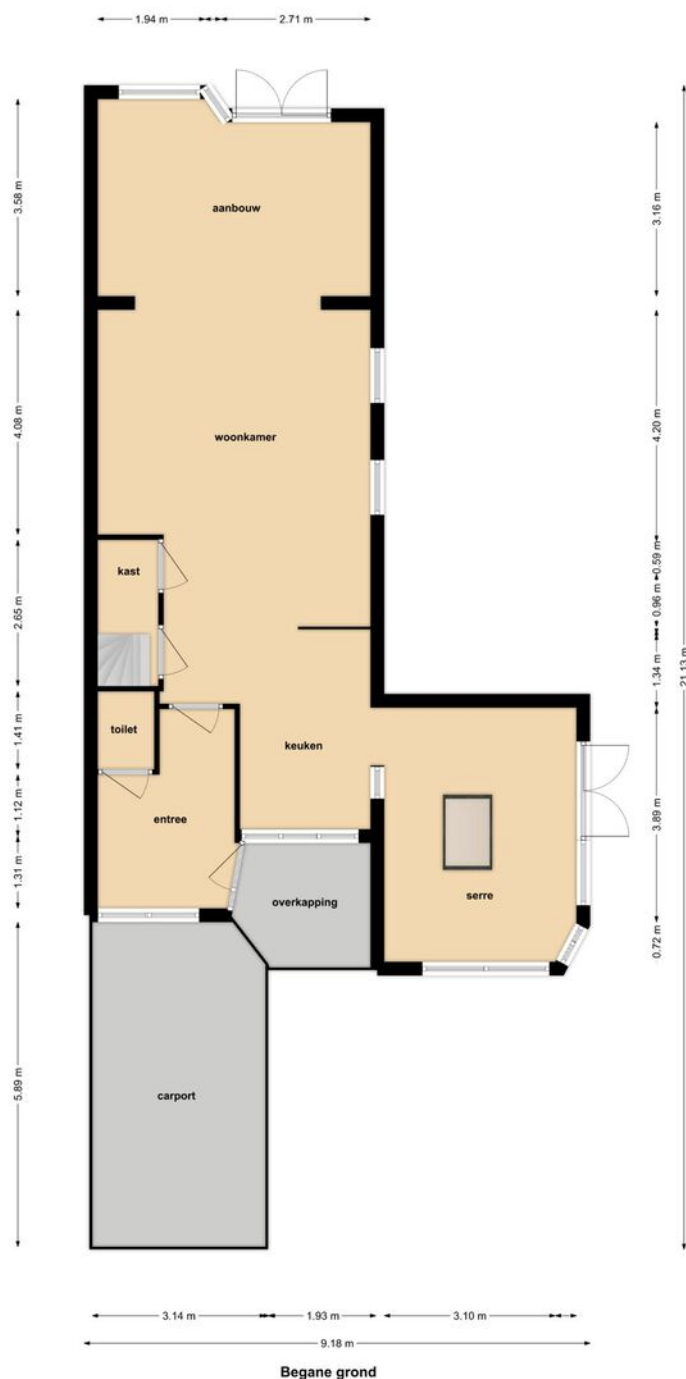 1.94 m
2.71 m
aanbouw
3.58 m
3.16 m
woonkamer
4.08 m
4.20 m
kast
2.65 m
0.59 m
0.96 m
1.34 m
21.13 m
toilet
1.41 m
keuken
entree
1.12 m
3.89 m
1.31 m
serre
overkapping
0.72 m
carport
5.89 m
3.14 m
1.93 m
3.10 m
9.18 m
Begane grond